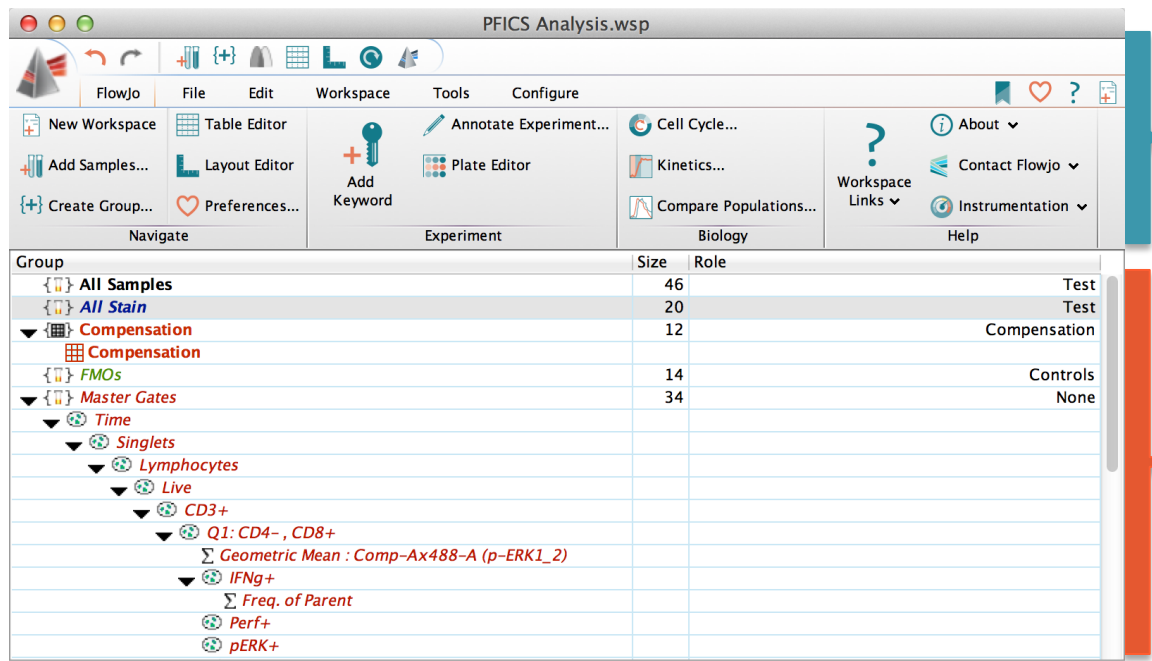 PFICS Analysis.wsp
FlowJo File Edit Workspace Tools Configure
New Workspace Table Editor Annotate Experiment... Cell Cycle... About
Add Samples... Layout Editor Add Keyword Plate Editor Kinetics... Workspace Links Contact FlowJo
Create Group... Preferences... Compare Populations... Instrumentation
Navigate Experiment Biology Help
Group Size Role
All Samples 46 Test
All Stain 20 Test
Compensation 12 Compensation
Compensation
FMOs 14 Controls
Master Gates 34 None
Time
Singlets
Lymphocytes
Live
CD3+
Q1: CD4- , CD8+
Σ Geometric Mean : Comp-Ax488-A (p-ERK1_2)
IFNg+
Σ Freq. of Parent
Perf+
pERK+